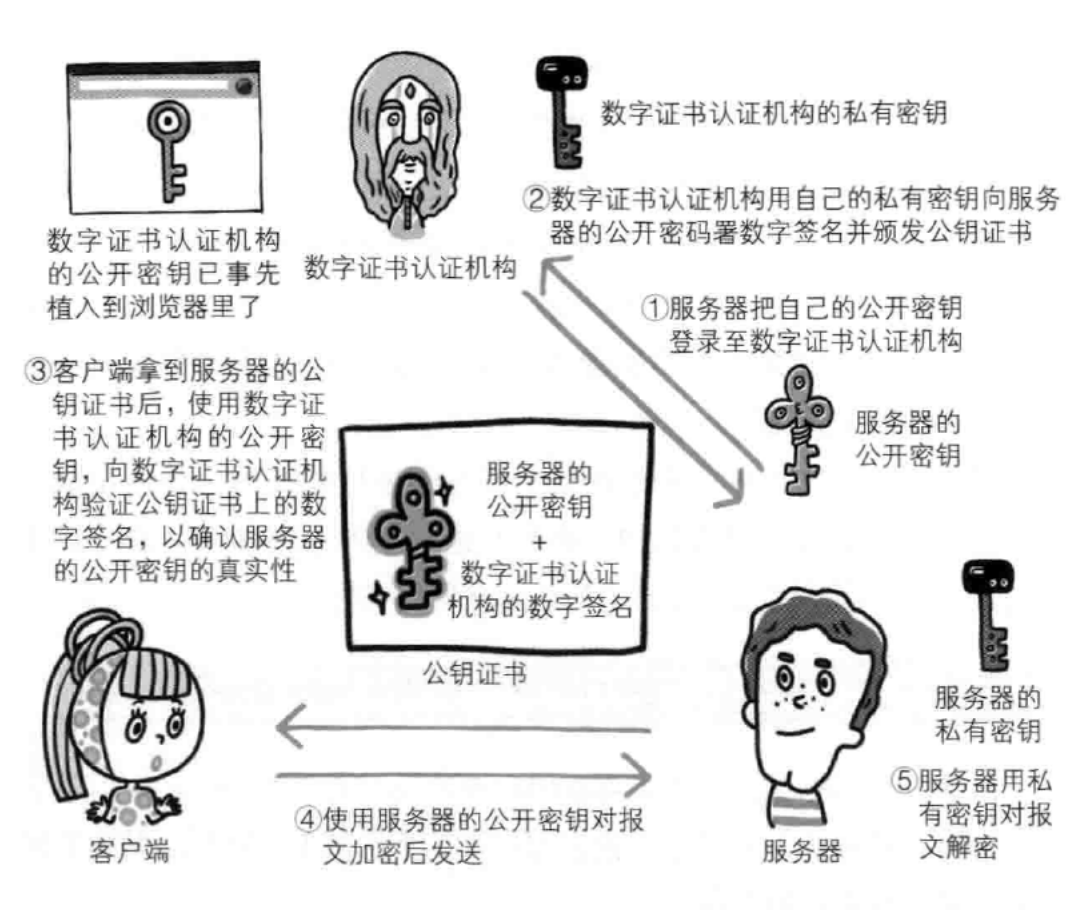 数字证书认证机构的私有密钥
②数字证书认证机构用自己的私有密钥向服务
器的公开密码署数字签名并颁发公钥证书
数字证书认证机构
的公开密钥已事先
植入到浏览器里了
数字证书认证机构
①服务器把自己的公开密钥
登录至数字证书认证机构
服务器的
公开密钥
③客户端拿到服务器的公
钥证书后，使用数字证
书认证机构的公开密
钥，向数字证书认证机
构验证公钥证书上的数
字签名，以确认服务器
的公开密钥的真实性
服务器的
公开密钥
+
数字证书认证
机构的数字签名
公钥证书
服务器的
私有密钥
④使用服务器的公开密钥对报
文加密后发送
⑤服务器用私
有密钥对报
文解密
客户端
服务器